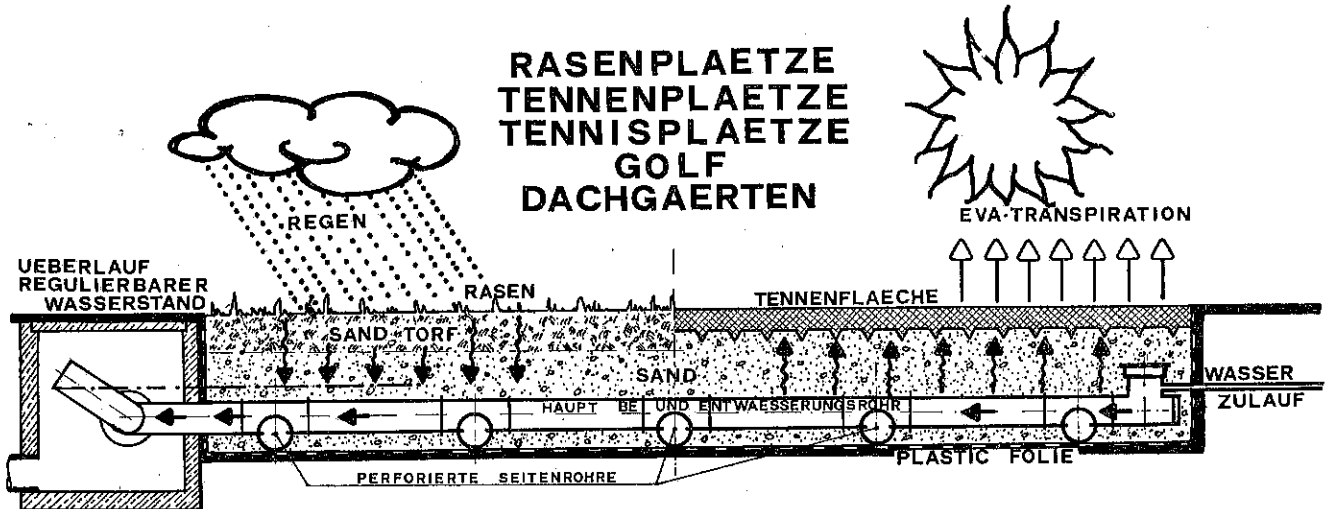 RASENPLAETZE
TENNENPLAETZE
TENNISPLAETZE
GOLF
DACHGAERTEN
REGEN
EVA-TRANSPIRATION
UEBERLAUF
REGULIERBARER
WASSERSTAND
RASEN
TENNENFLAECHE
SAND TORF
SAND
WASSER
ZULAUF
HAUPT BE UND ENTWAESSERUNGSROHR
PLASTIC FOLIE
PERFORIERTE SEITENROHRE